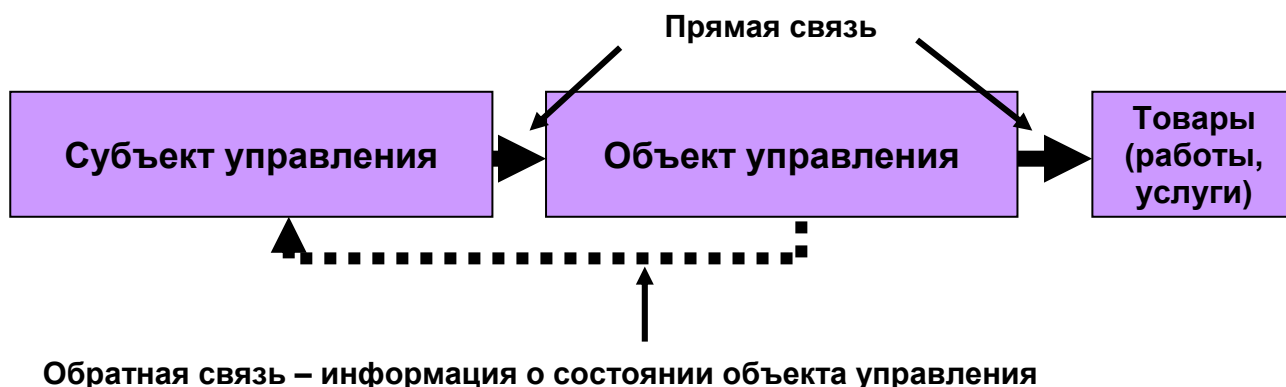 Прямая связь
Субъект управления
Объект управления
Товары
(работы,
услуги)
Обратная связь – информация о состоянии объекта управления